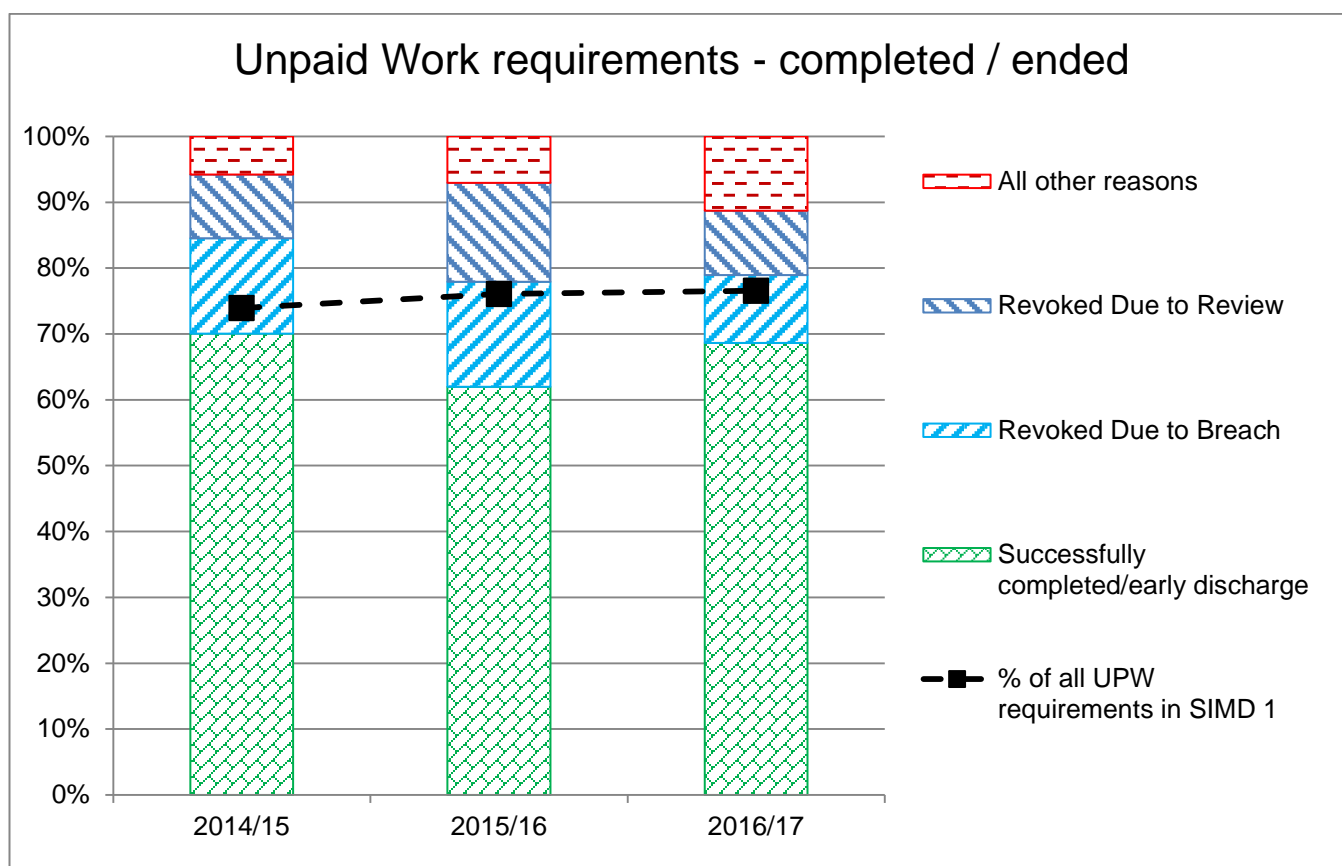 Unpaid Work requirements - completed / ended
100%
90%
80%
70%
60%
50%
40%
30%
20%
10%
0%
2014/15
2015/16
2016/17
All other reasons
Revoked Due to Review
Revoked Due to Breach
Successfully
completed/early discharge
% of all UPW
requirements in SIMD 1